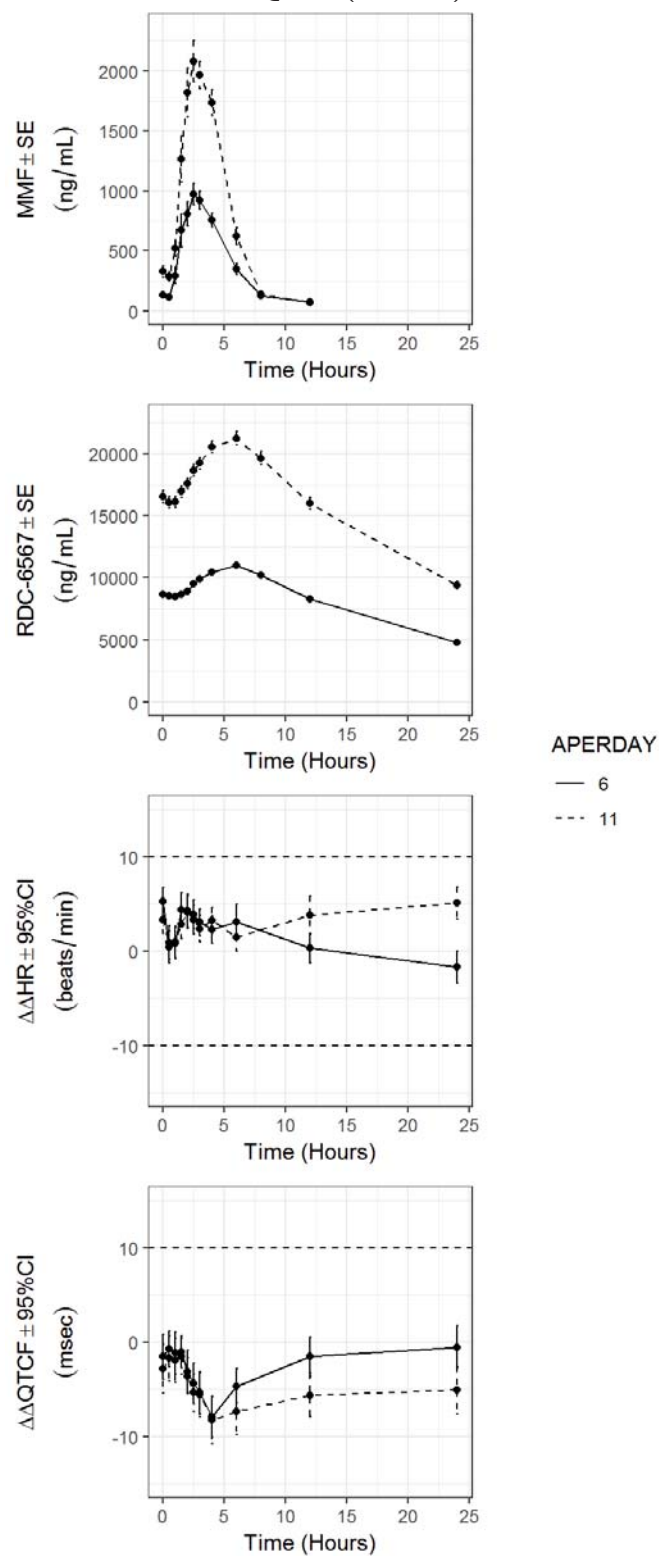 MMF ± SE
(ng/mL)
2000
1500
1000
500
0
0 5 10 15 20 25
Time (Hours)
RDC-6567 ± SE
(ng/mL)
20000
15000
10000
5000
0
0 5 10 15 20 25
Time (Hours)
APERDAY
6
11
ΔΔHR ± 95%CI
(beats/min)
10
0
-10
0 5 10 15 20 25
Time (Hours)
ΔΔQTCF ± 95%CI
(msec)
10
0
-10
0 5 10 15 20 25
Time (Hours)